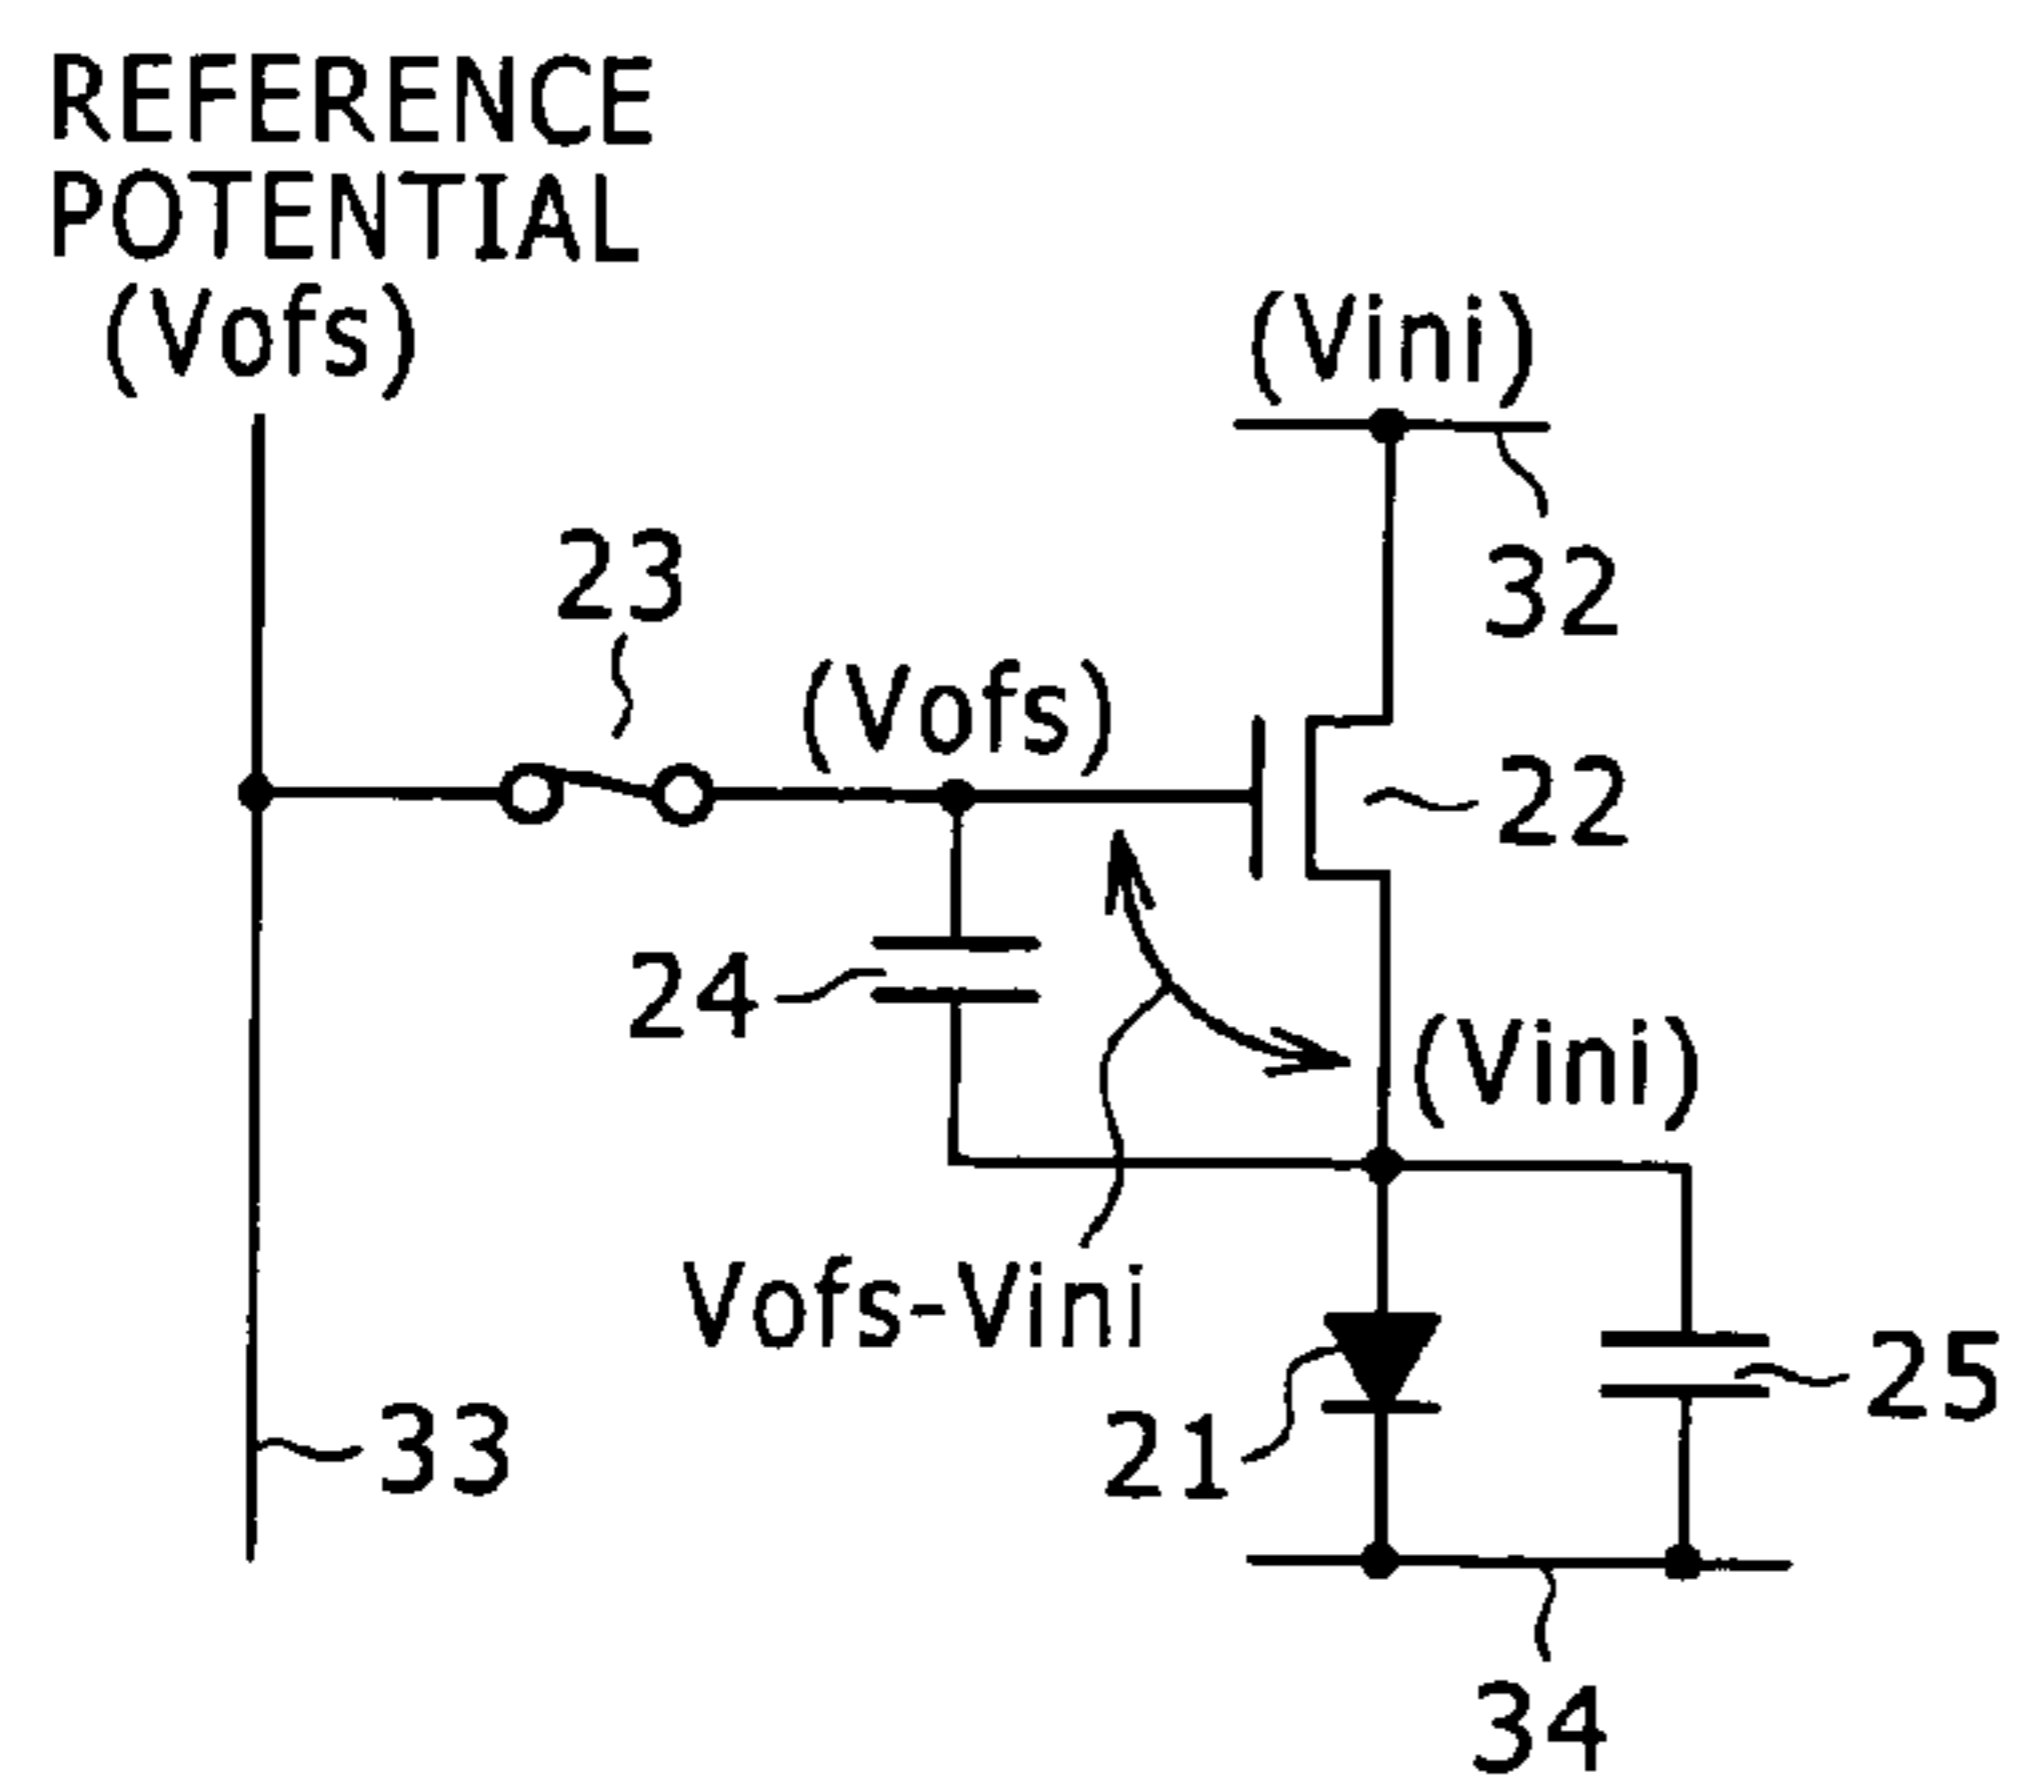 REFERENCE
POTENTIAL
(Vofs)
(Vini)
32
23
(Vofs)
22
24
(Vini)
Vofs-Vini
25
21
33
34